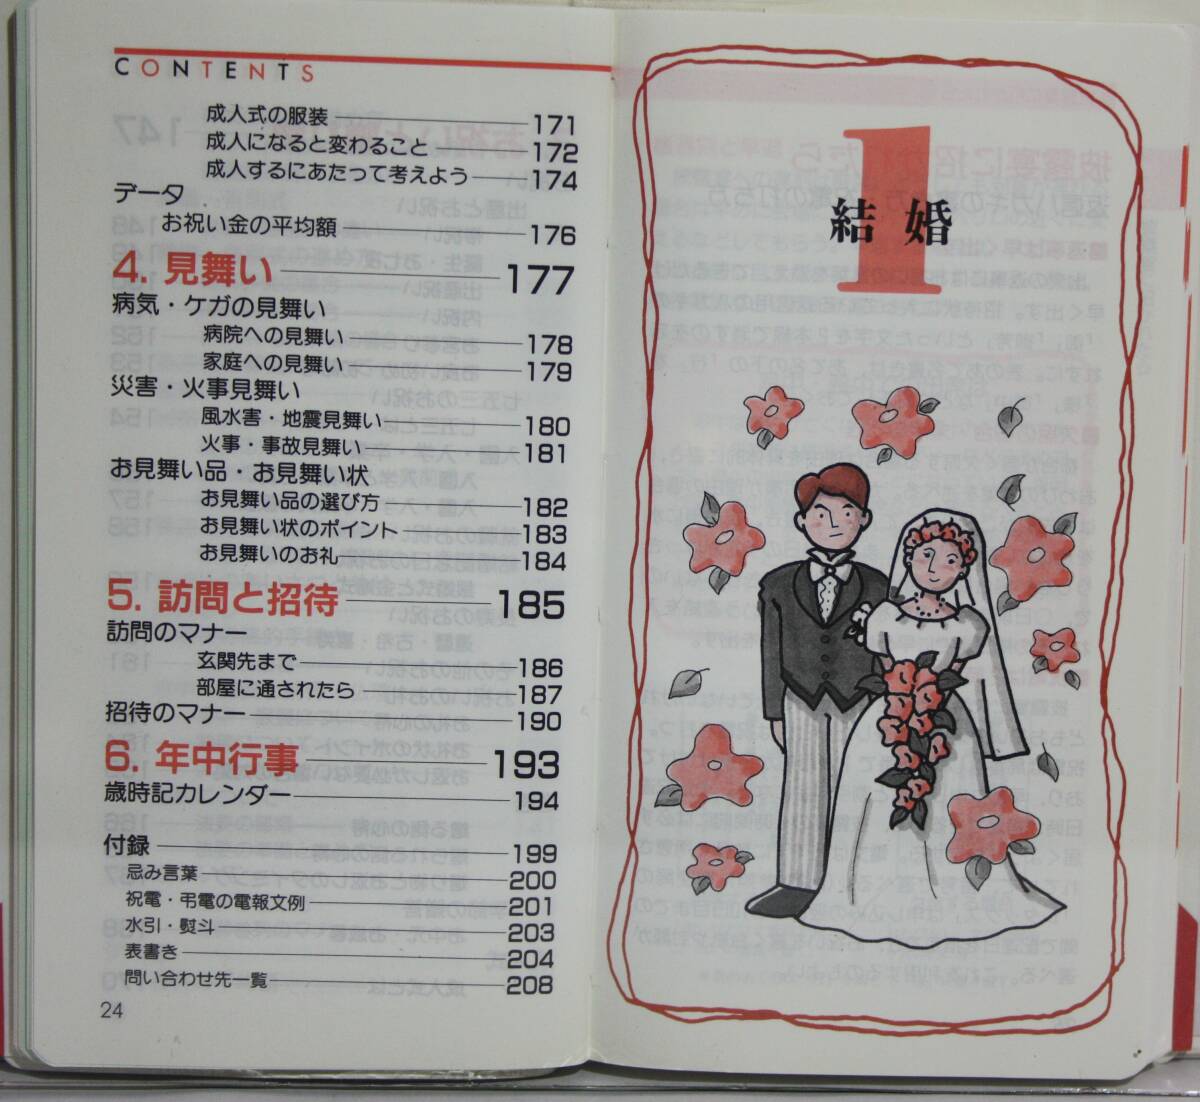 CONTENTS
成人式の服装 171
成人になると変わること 172
成人するにあたって考えよう 174
データ
お祝い金の平均額 176
4. 見舞い 177
病気・ケガの見舞い
病院への見舞い 178
家庭への見舞い 179
災害・火事見舞い
風水害・地震見舞い 180
火事・事故見舞い 181
お見舞い品・お見舞い状
お見舞い品の選び方 182
お見舞い状のポイント 183
お見舞いのお礼 184
5. 訪問と招待 185
訪問のマナー
玄関先まで 186
部屋に通されたら 187
招待のマナー 190
6. 年中行事 193
歳時記カレンダー 194
付録 199
忌み言葉 200
祝電・弔電の電報文例 201
水引・熨斗 203
表書き 204
問い合わせ先一覧 208
24
1
結婚